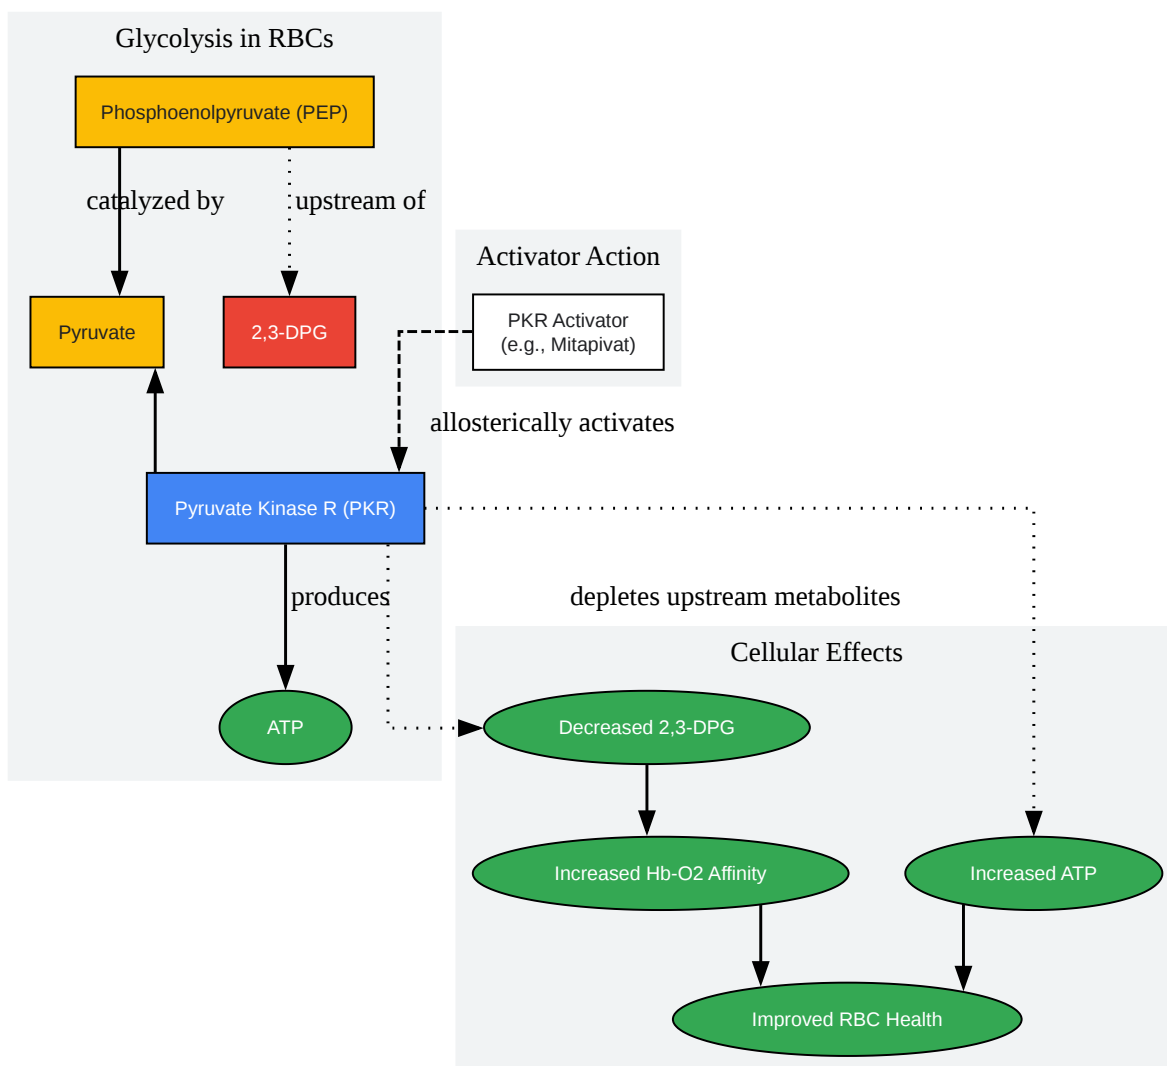 Glycolysis in RBCs
Phosphoenolpyruvate (PEP)
catalyzed by
upstream of
Activator Action
PKR Activator
(e.g., Mitapivat)
Pyruvate
2,3-DPG
allosterically activates
Pyruvate Kinase R (PKR)
produces
depletes upstream metabolites
Cellular Effects
ATP
Decreased 2,3-DPG
Increased Hb-O2 Affinity
Increased ATP
Improved RBC Health